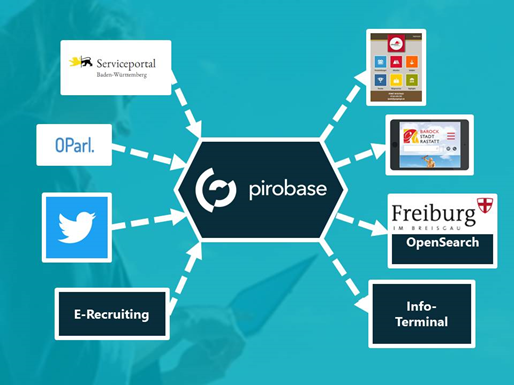 Serviceportal
Baden-Württemberg
OParl.
E-Recruiting
pirobase
BAROCK
STADT
RASTATT
Freiburg
IM BREISGAU
OpenSearch
Info-
Terminal